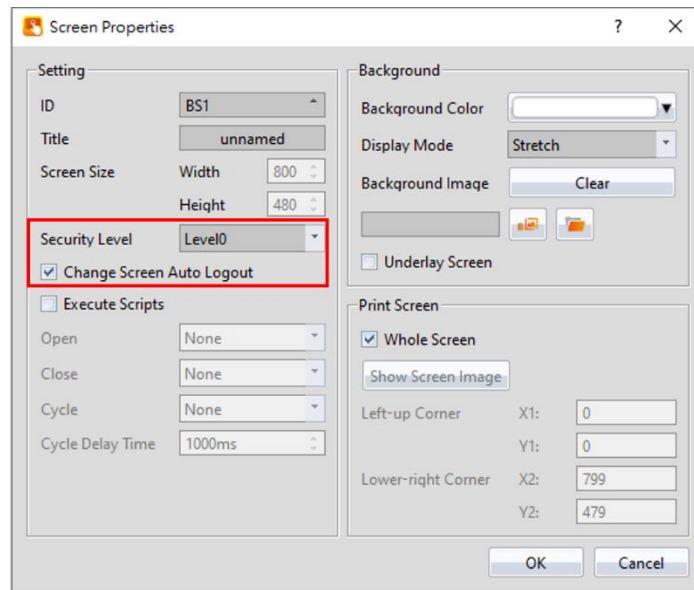 Screen Properties
? X
Setting
ID BS1
Title unnamed
Screen Size Width 800
Height 480
Security Level Level0
Change Screen Auto Logout
Execute Scripts
Open None
Close None
Cycle None
Cycle Delay Time 1000ms
Background
Background Color
Display Mode Stretch
Background Image Clear
Underlay Screen
Print Screen
Whole Screen
Show Screen Image
Left-up Corner X1: 0
Y1: 0
Lower-right Corner X2: 799
Y2: 479
OK Cancel